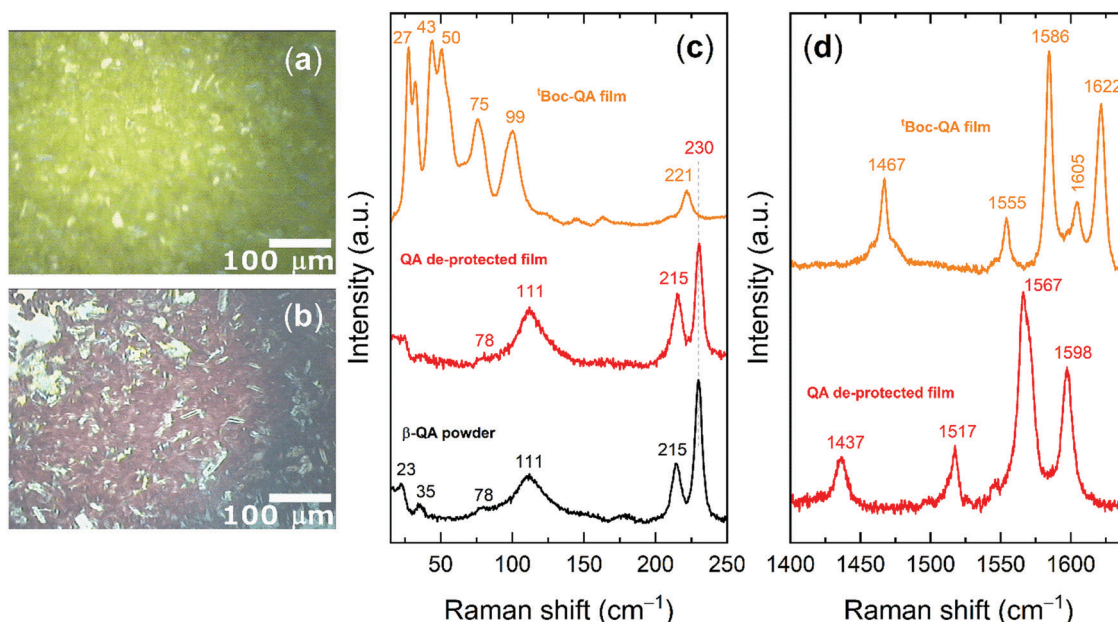 (a)
100 μm
(b)
100 μm
(c)
27
43
50
75
99
ᵗBoc-QA film
221
230
QA de-protected film
78
111
215
β-QA powder
23
35
78
111
215
Intensity (a.u.)
50 100 150 200 250
Raman shift (cm⁻¹)
(d)
1586
1622
ᵗBoc-QA film
1467
1555
1605
1567
1598
QA de-protected film
1437
1517
Intensity (a.u.)
1400 1450 1500 1550 1600
Raman shift (cm⁻¹)